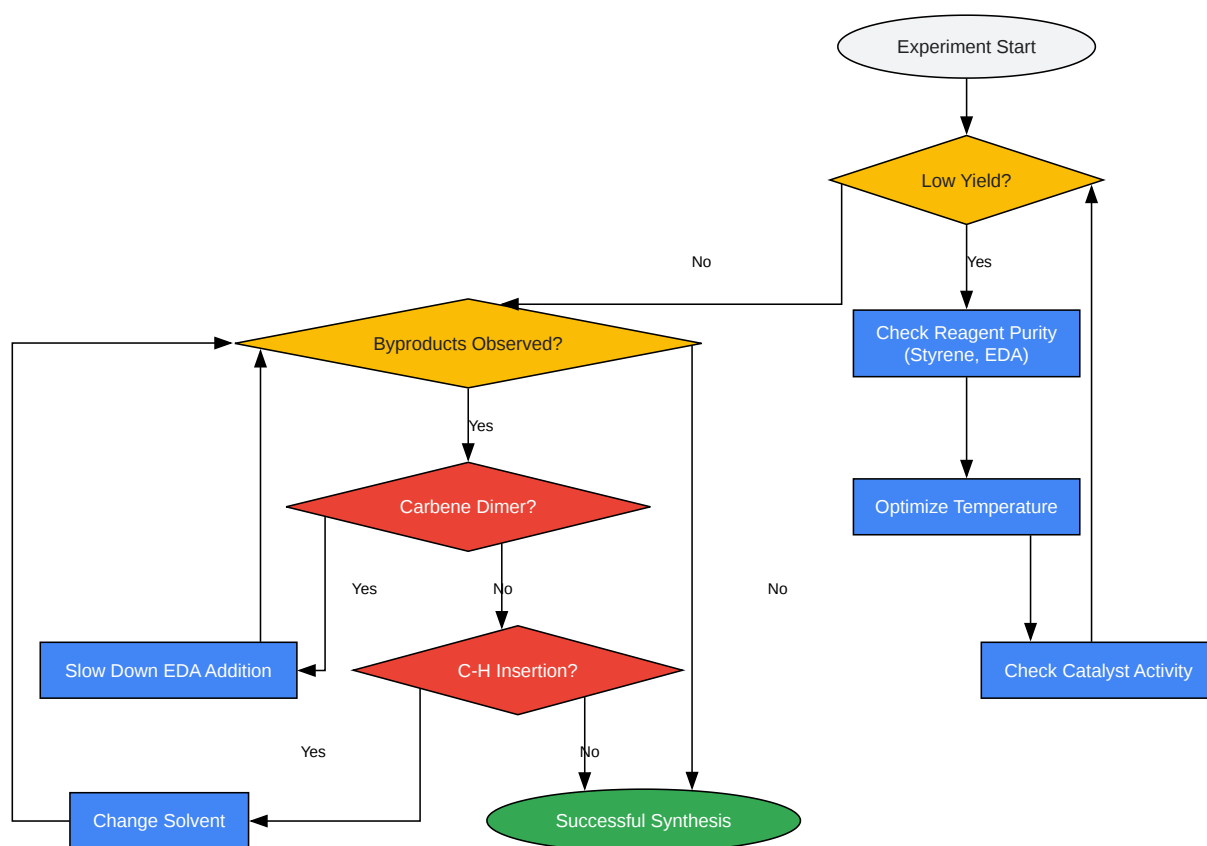 Experiment Start
Low Yield?
No
Yes
Check Reagent Purity
(Styrene, EDA)
Byproducts Observed?
Yes
Carbene Dimer?
Optimize Temperature
Yes
No
No
Slow Down EDA Addition
C-H Insertion?
Check Catalyst Activity
Yes
No
Change Solvent
Successful Synthesis